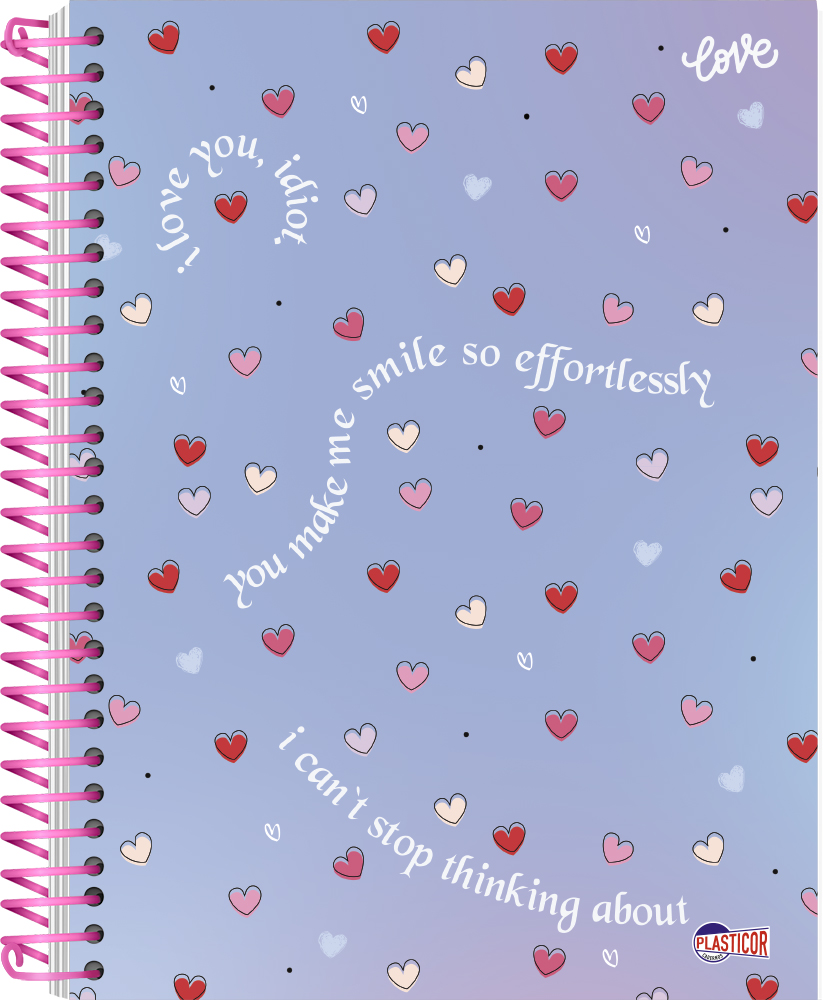 love
i love you, idiot
you make me smile so effortlessly
i can`t stop thinking about
PLASTICOR